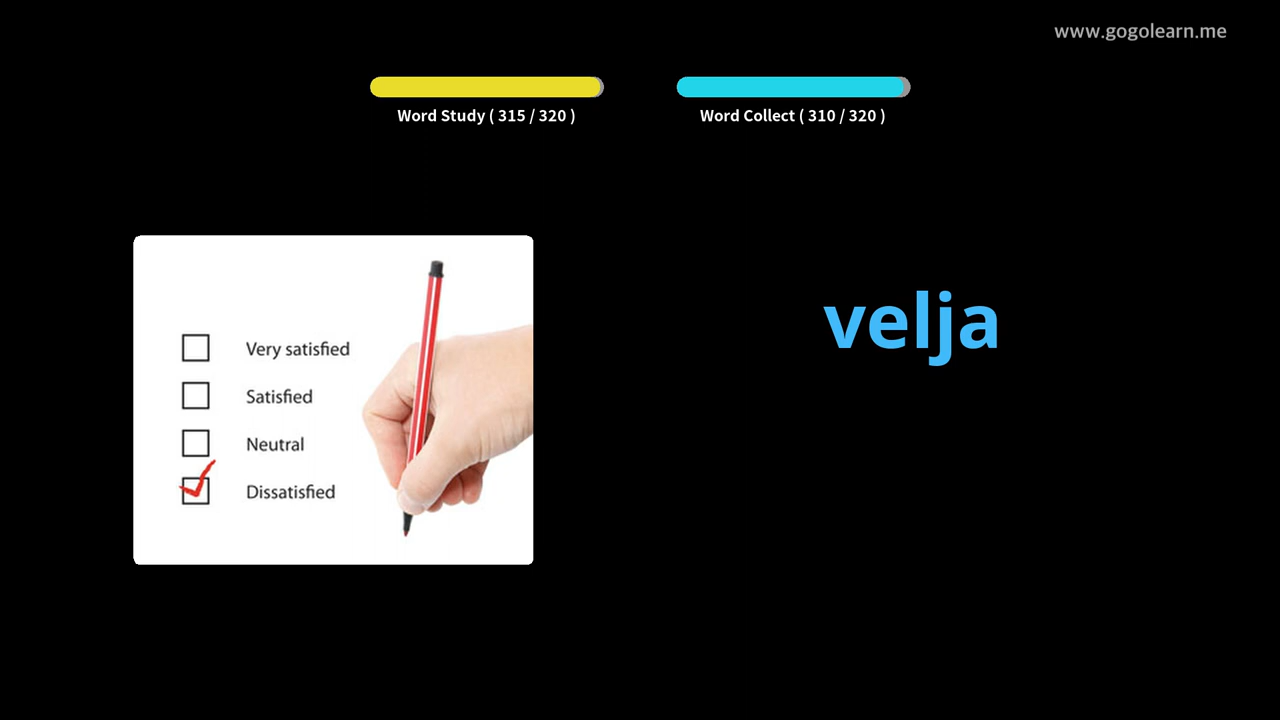 www.gogolearn.me
Word Study ( 315 / 320 )
Word Collect ( 310 / 320 )
velja
Very satisfied
Satisfied
Neutral
Dissatisfied